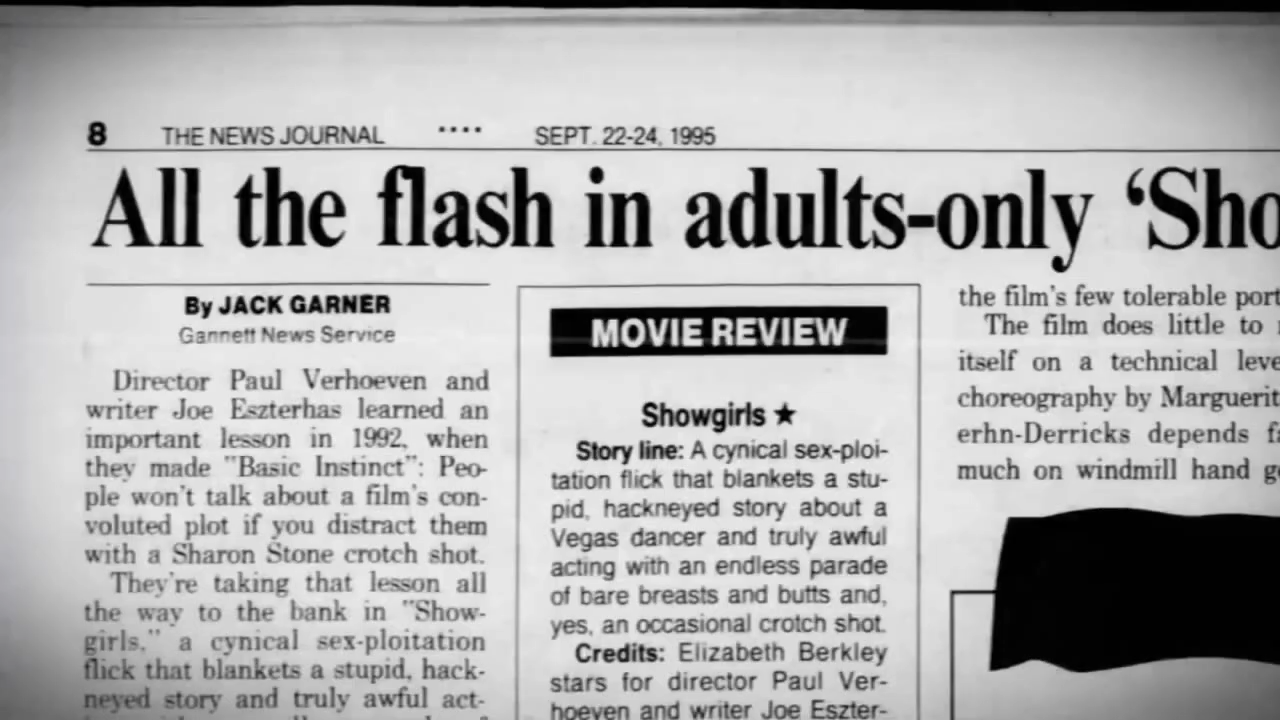 8 THE NEWS JOURNAL •••• SEPT. 22-24, 1995
All the flash in adults-only ‘Sho
By JACK GARNER
Gannett News Service
Director Paul Verhoeven and
writer Joe Eszterhas learned an
important lesson in 1992, when
they made "Basic Instinct": Peo-
ple won't talk about a film's con-
voluted plot if you distract them
with a Sharon Stone crotch shot.
They're taking that lesson all
the way to the bank in "Show-
girls," a cynical sex-ploitation
flick that blankets a stupid, hack-
neyed story and truly awful act-
MOVIE REVIEW
Showgirls ★
Story line: A cynical sex-ploi-
tation flick that blankets a stu-
pid, hackneyed story about a
Vegas dancer and truly awful
acting with an endless parade
of bare breasts and butts and,
yes, an occasional crotch shot.
Credits: Elizabeth Berkley
stars for director Paul Ver-
hoeven and writer Joe Eszter-
the film's few tolerable port
The film does little to
itself on a technical leve
choreography by Marguerit
erhn-Derricks depends fa
much on windmill hand ge